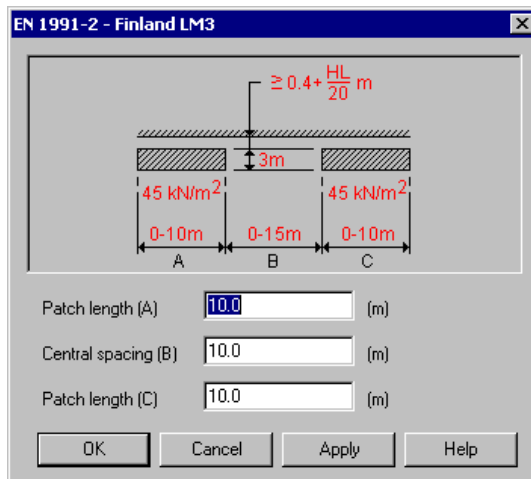 EN 1991-2 - Finland LM3
≥ 0.4 + HL/20 m
3m
45 kN/m² 45 kN/m²
0-10m 0-15m 0-10m
A B C
Patch length (A) 10.0 (m)
Central spacing (B) 10.0 (m)
Patch length (C) 10.0 (m)
OK Cancel Apply Help